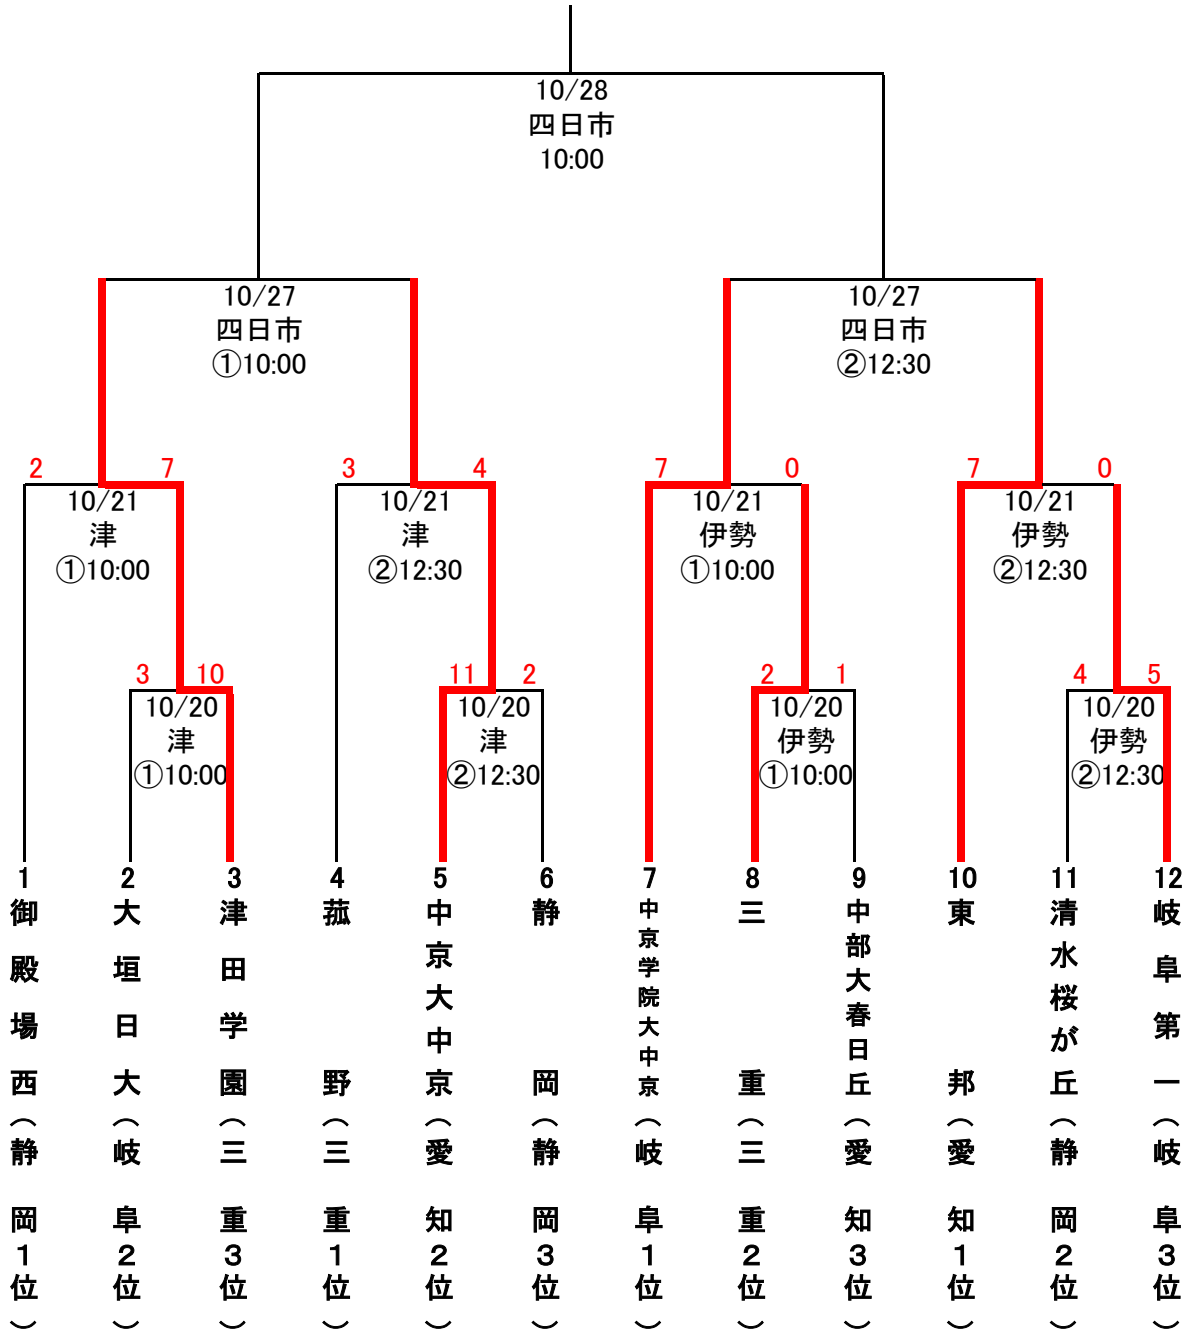 10/28
四日市
10:00
10/27
四日市
①10:00
10/27
四日市
②12:30
2 7
10/21
津
①10:00
3 4
10/21
津
②12:30
7 0
10/21
伊勢
①10:00
7 0
10/21
伊勢
②12:30
3 10
10/20
津
①10:00
11 2
10/20
津
②12:30
2 1
10/20
伊勢
①10:00
4 5
10/20
伊勢
②12:30
1
御殿場西(静岡1位)
2
大垣日大(岐阜2位)
3
津田学園(三重3位)
4
菰野(三重1位)
5
中京大中京(愛知2位)
6
静岡(静岡3位)
7
中京学院大中京(岐阜1位)
8
三重(三重2位)
9
中部大春日丘(愛知3位)
10
東邦(愛知1位)
11
清水桜が丘(静岡2位)
12
岐阜第一(岐阜3位)